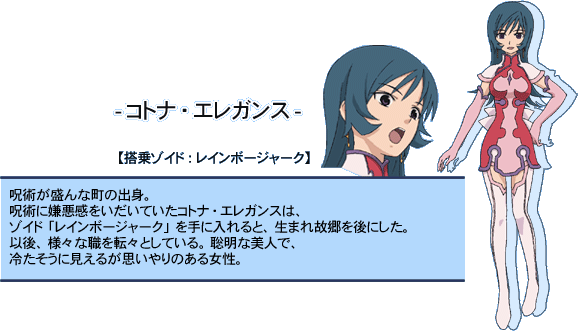 - コトナ・エレガンス -
【搭乗ゾイド：レインボージャーク】
呪術が盛んな町の出身。
呪術に嫌悪感をいだいていたコトナ・エレガンスは、
ゾイド「レインボージャーク」を手に入れると、生まれ故郷を後にした。
以後、様々な職を転々としている。聡明な美人で、
冷たそうに見えるが思いやりのある女性。